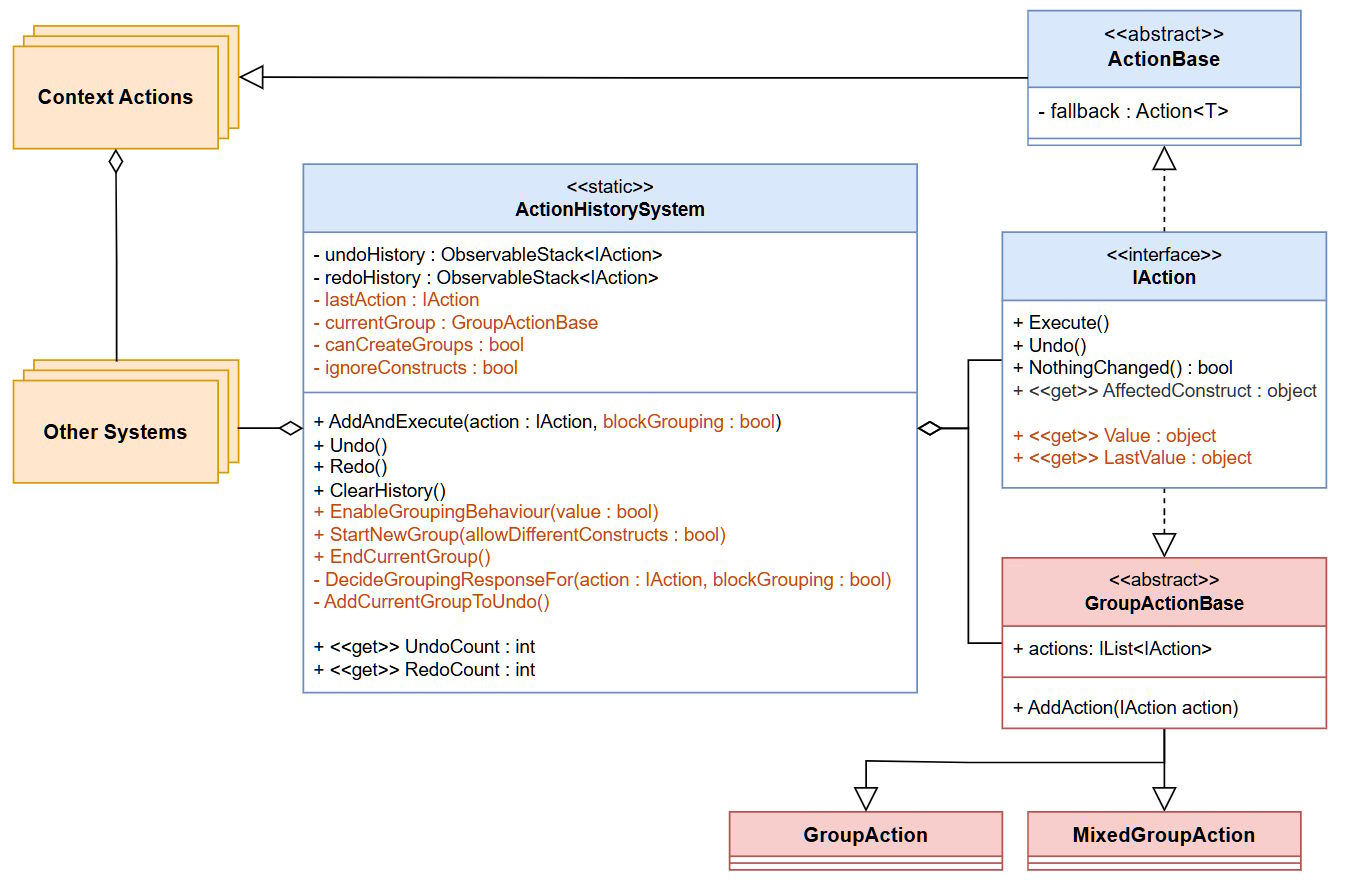 Context Actions
<<abstract>>
ActionBase
- fallback : Action<T>
<<static>>
ActionHistorySystem
- undoHistory : ObservableStack<IAction>
- redoHistory : ObservableStack<IAction>
- lastAction : IAction
- currentGroup : GroupActionBase
- canCreateGroups : bool
- ignoreConstructs : bool
+ AddAndExecute(action : IAction, blockGrouping : bool)
+ Undo()
+ Redo()
+ ClearHistory()
+ EnableGroupingBehaviour(value : bool)
+ StartNewGroup(allowDifferentConstructs : bool)
+ EndCurrentGroup()
- DecideGroupingResponseFor(action : IAction, blockGrouping : bool)
- AddCurrentGroupToUndo()
+ <<get>> UndoCount : int
+ <<get>> RedoCount : int
<<interface>>
IAction
+ Execute()
+ Undo()
+ NothingChanged() : bool
+ <<get>> AffectedConstruct : object
+ <<get>> Value : object
+ <<get>> LastValue : object
Other Systems
<<abstract>>
GroupActionBase
+ actions: IList<IAction>
+ AddAction(IAction action)
GroupAction
MixedGroupAction